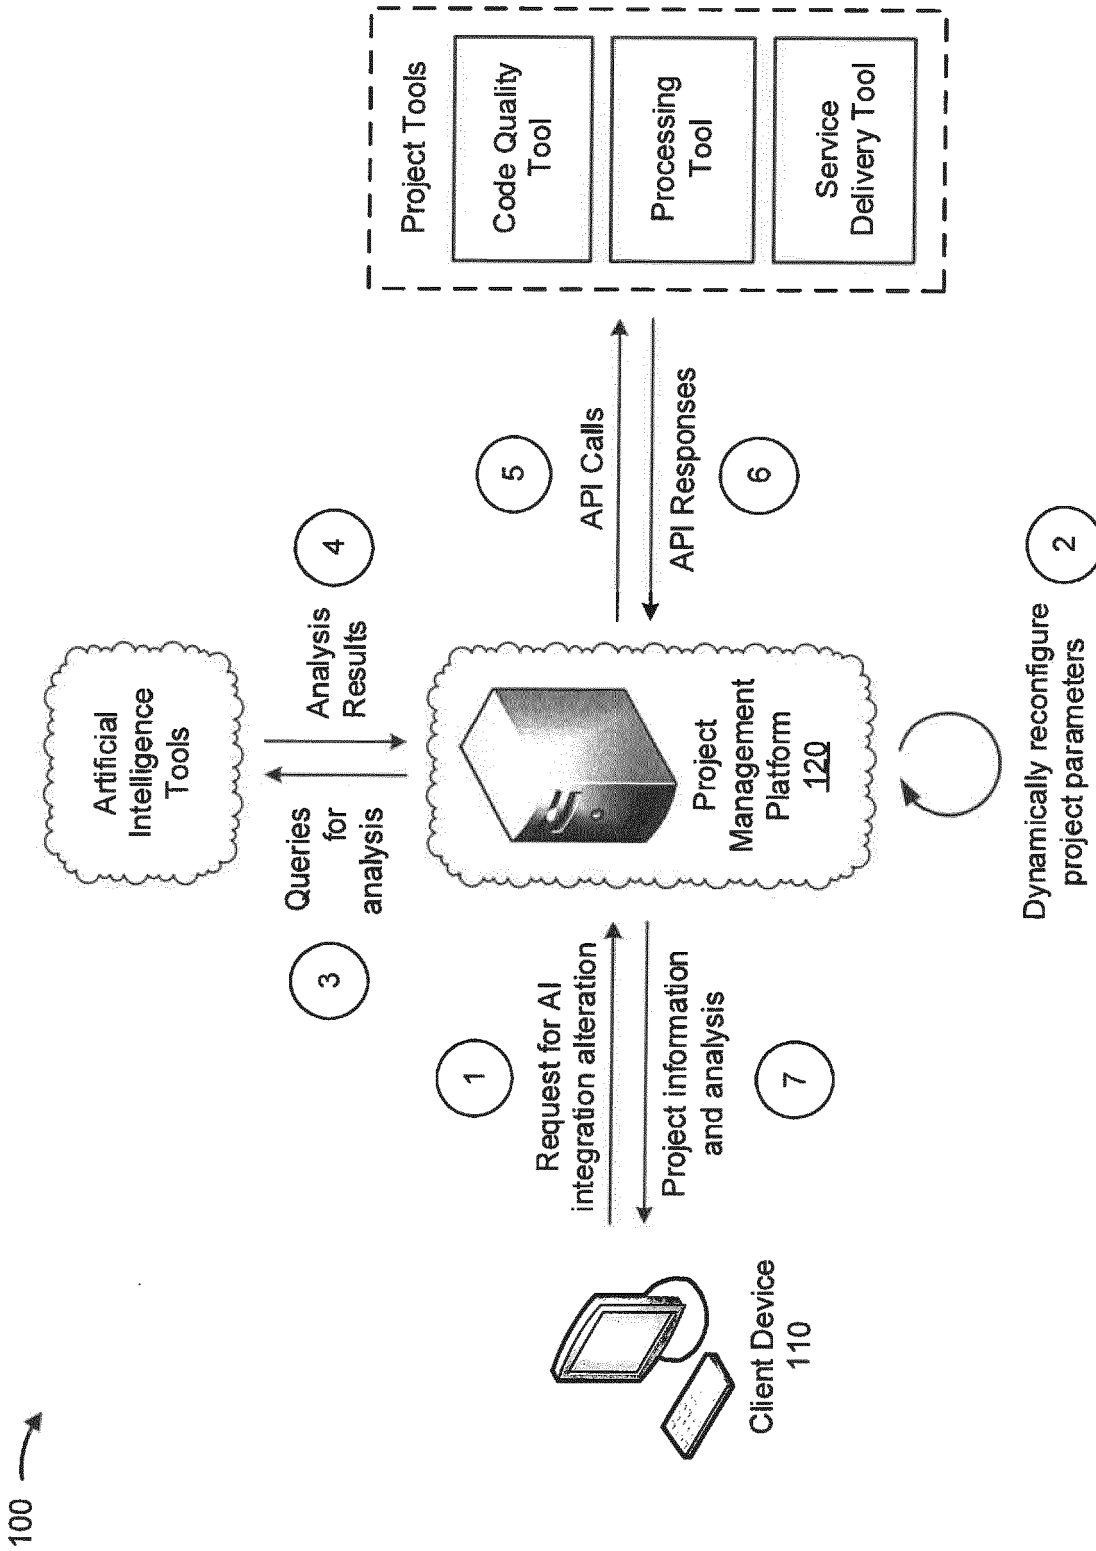 100
Artificial
Intelligence
Tools
3
Queries
for
analysis
Analysis
Results
4
1
Request for AI
integration alteration
Project information
and analysis
7
Client Device
110
Project
Management
Platform
120
5
API Calls
API Responses
6
Project Tools
Code Quality
Tool
Processing
Tool
Service
Delivery Tool
Dynamically reconfigure
project parameters
2